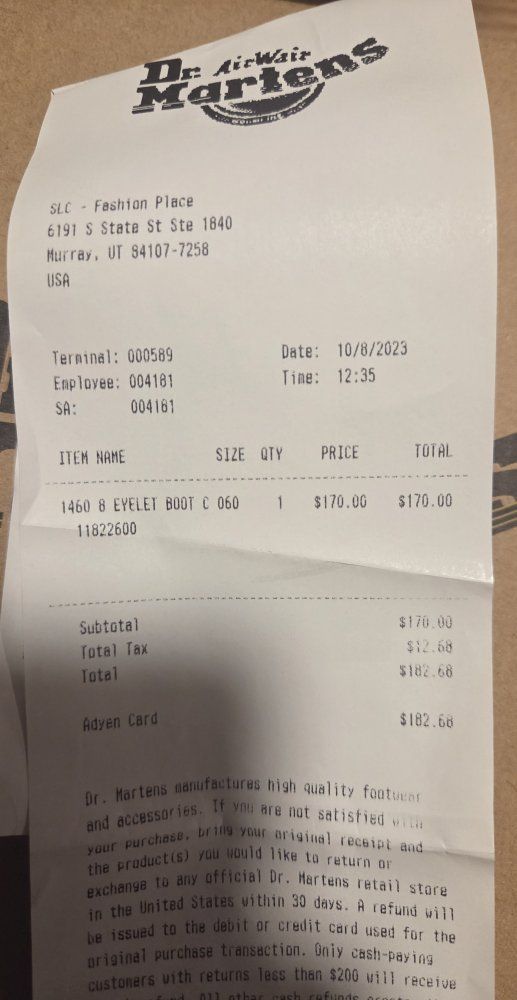 Dr. AirWair
Martens
SLC - Fashion Place
6191 S State St Ste 1840
Murray, UT 84107-7258
USA
Terminal: 000589 Date: 10/8/2023
Employee: 004181 Time: 12:35
SA: 004181
ITEM NAME SIZE QTY PRICE TOTAL
1460 8 EYELET BOOT C 060 1 $170.00 $170.00
11822600
Subtotal $170.00
Total Tax $12.68
Total $182.68
Adyen Card $182.68
Dr. Martens manufactures high quality footwear
and accessories. If you are not satisfied with
your purchase, bring your original receipt and
the product(s) you would like to return or
exchange to any official Dr. Martens retail store
in the United States within 30 days. A refund will
be issued to the debit or credit card used for the
original purchase transaction. Only cash-paying
customers with returns less than $200 will receive
refund. All other cash refunds